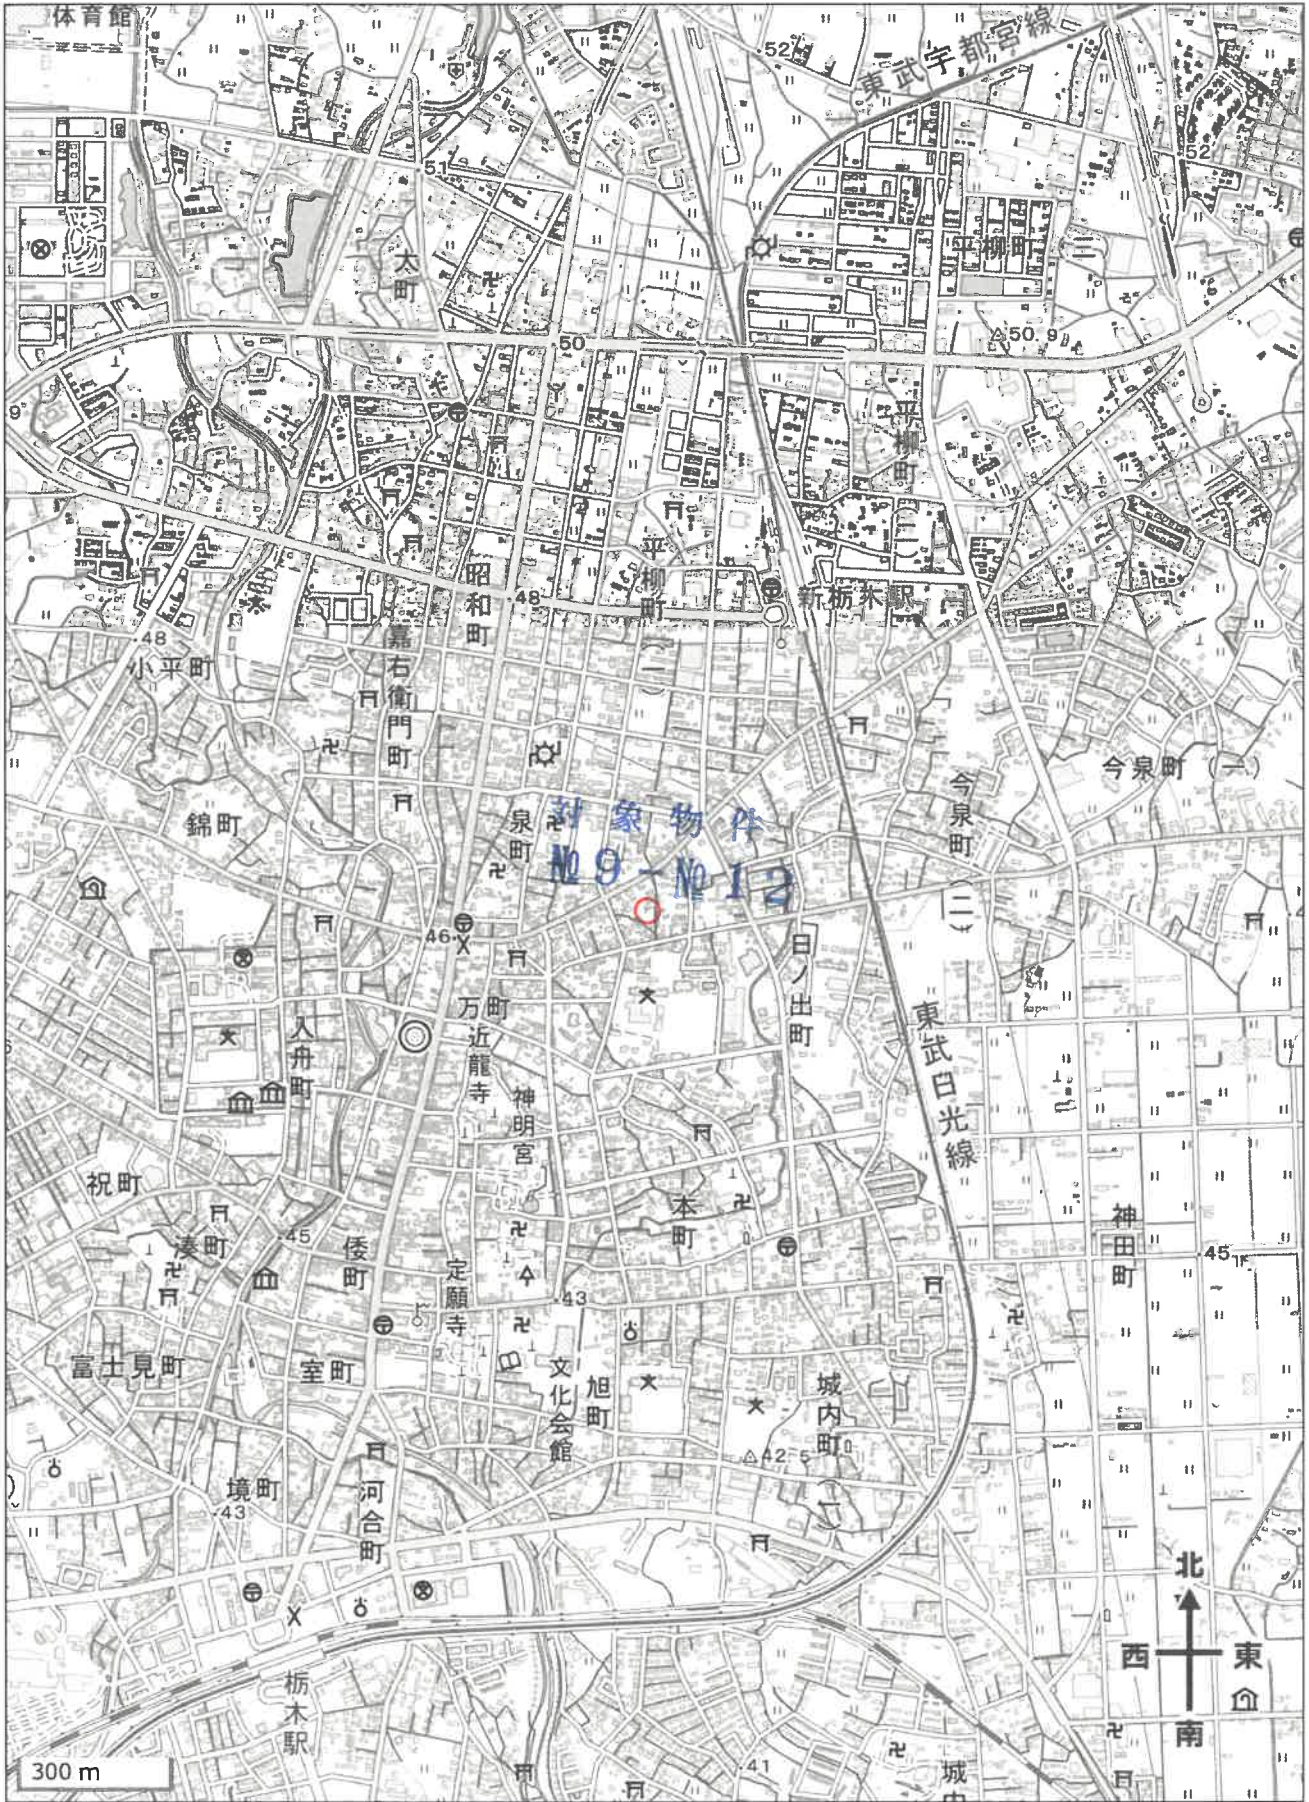 体育館
東武宇都宮線
52
51
52
大町
平柳町(三)
50
50.9
平柳町(二)
昭和町
平柳町(一)
新栃木駅
48
48
小平町
嘉右衛門町
今泉町(一)
今泉町(二)
錦町
泉町
対象物件
№9-№12
46
日ノ出町
万町
近龍寺
入舟町
東武日光線
神明宮
祝町
本町
神田町
湊町
45
倭町
45
定願寺
43
富士見町
室町
文化会館
旭町
城内町(一)
42.5
境町
43
河合町
北
西
東
南
栃木駅
41
300 m